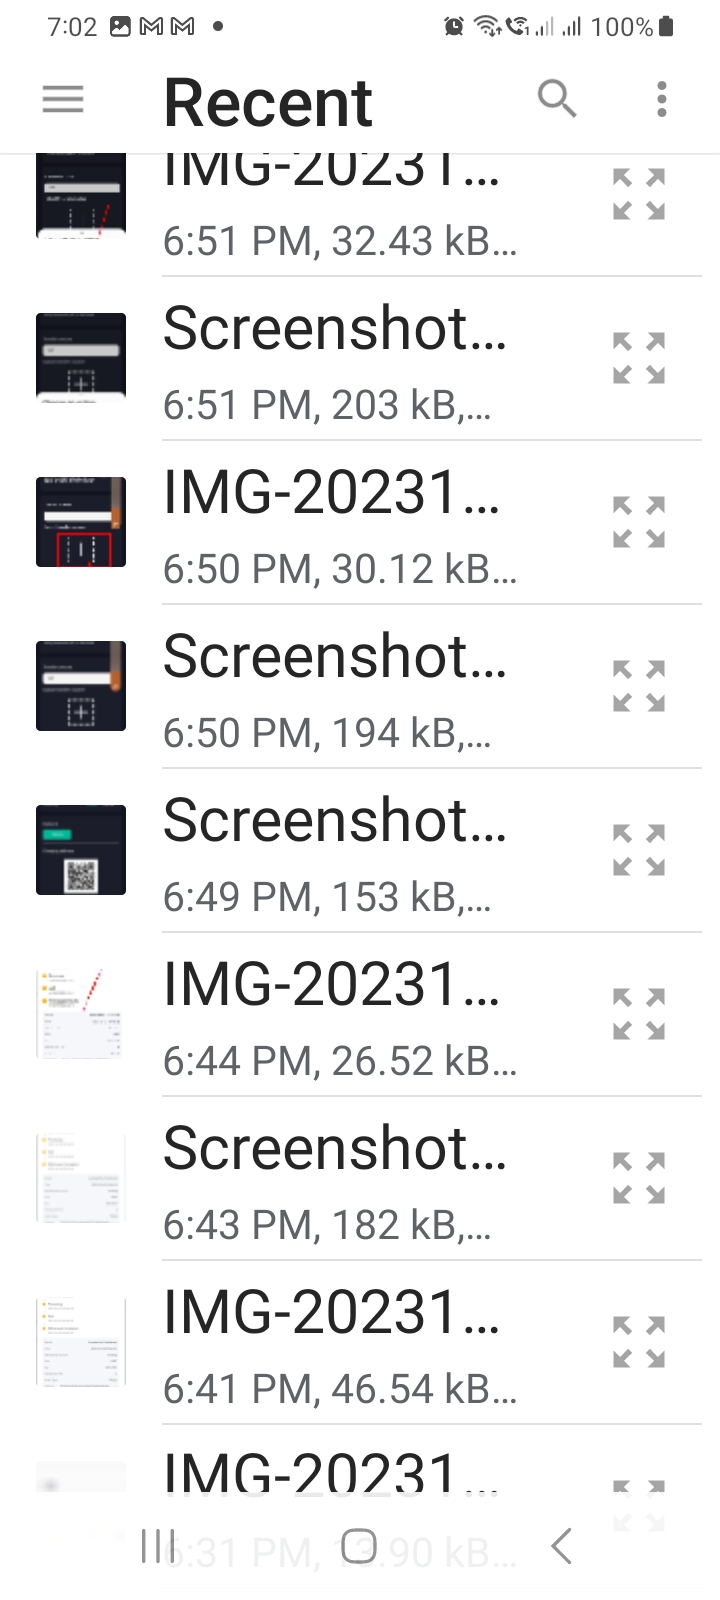 7:02
100%
Recent
IMG-20231...
6:51 PM, 32.43 kB...
Screenshot...
6:51 PM, 203 kB,...
IMG-20231...
6:50 PM, 30.12 kB...
Screenshot...
6:50 PM, 194 kB,...
Screenshot...
6:49 PM, 153 kB,...
IMG-20231...
6:44 PM, 26.52 kB...
Screenshot...
6:43 PM, 182 kB,...
IMG-20231...
6:41 PM, 46.54 kB...
IMG-20231...
6:31 PM, 13.90 kB...